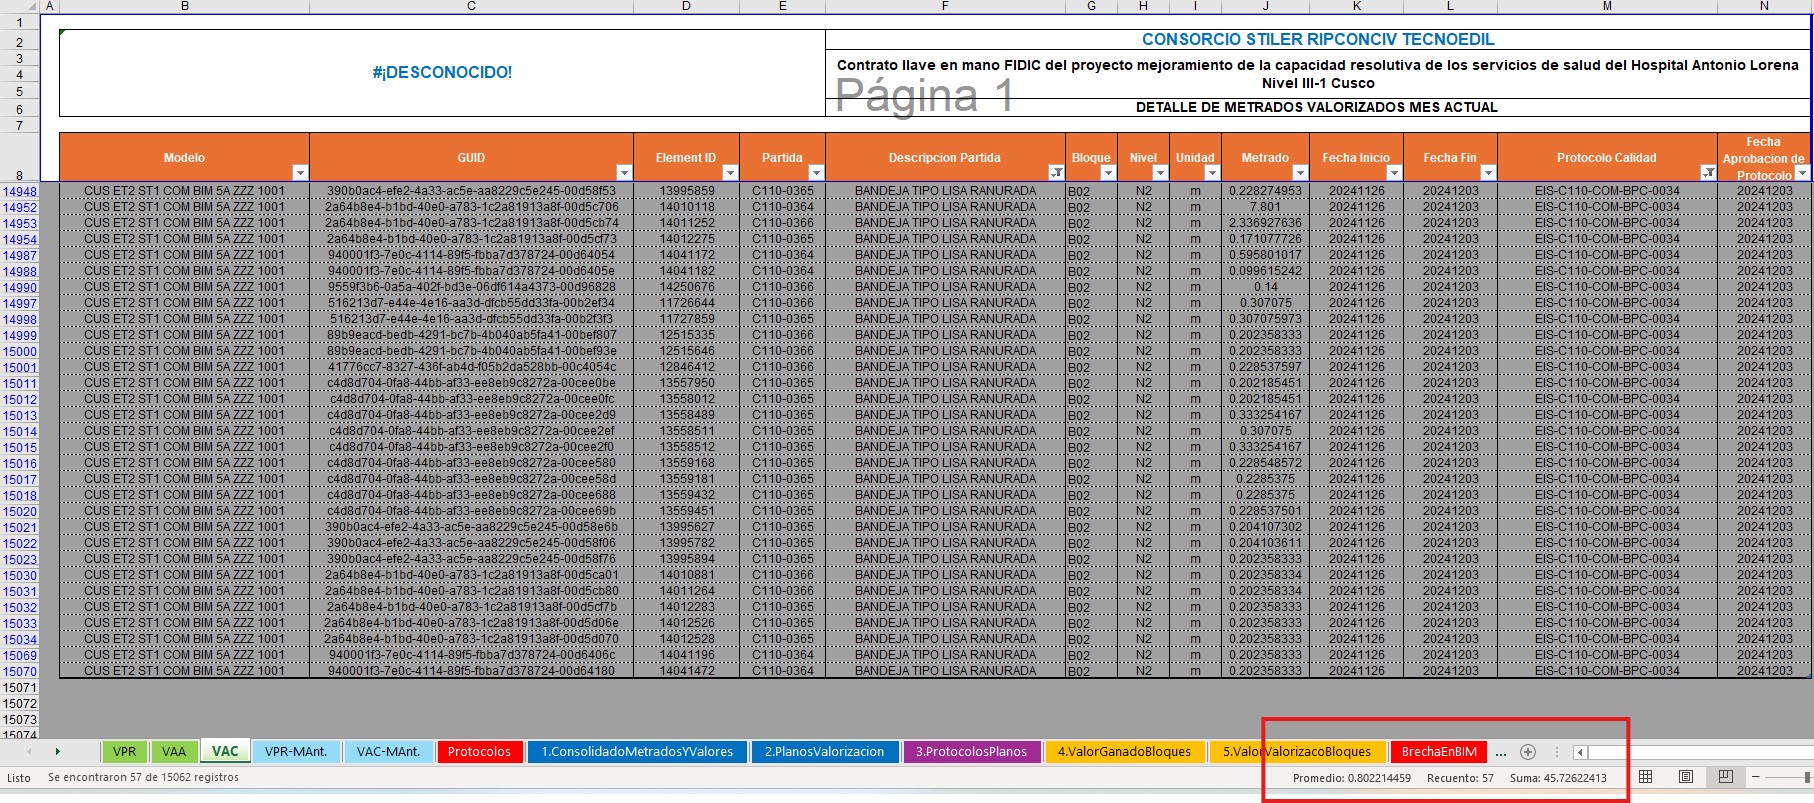 A B C D E F G H I J K L M N
1
2 CONSORCIO STILER RIPCONCIV TECNOEDIL
3
#¡DESCONOCIDO!
4 Contrato llave en mano FIDIC del proyecto mejoramiento de la capacidad resolutiva de los servicios de salud del Hospital Antonio Lorena
5 Nivel III-1 Cusco
Página 1
6 DETALLE DE METRADOS VALORIZADOS MES ACTUAL
7
8 Modelo GUID Element ID Partida Descripcion Partida Bloque Nivel Unidad Metrado Fecha Inicio Fecha Fin Protocolo Calidad Fecha Aprobacion de Protocolo
14948 CUS ET2 ST1 COM BIM 5A ZZZ 1001 390b0ac4-efe2-4a33-ac5e-aa8229c5e245-00d58f53 13995859 C110-0365 BANDEJA TIPO LISA RANURADA B02 N2 m 0.228274953 20241126 20241203 EIS-C110-COM-BPC-0034 20241203
14952 CUS ET2 ST1 COM BIM 5A ZZZ 1001 2a64b8e4-b1bd-40e0-a783-1c2a81913a8f-00d5c706 14010118 C110-0364 BANDEJA TIPO LISA RANURADA B02 N2 m 7.801 20241126 20241203 EIS-C110-COM-BPC-0034 20241203
14953 CUS ET2 ST1 COM BIM 5A ZZZ 1001 2a64b8e4-b1bd-40e0-a783-1c2a81913a8f-00d5cb74 14011252 C110-0366 BANDEJA TIPO LISA RANURADA B02 N2 m 2.336927636 20241126 20241203 EIS-C110-COM-BPC-0034 20241203
14954 CUS ET2 ST1 COM BIM 5A ZZZ 1001 2a64b8e4-b1bd-40e0-a783-1c2a81913a8f-00d5cf73 14012275 C110-0365 BANDEJA TIPO LISA RANURADA B02 N2 m 0.171077726 20241126 20241203 EIS-C110-COM-BPC-0034 20241203
14987 CUS ET2 ST1 COM BIM 5A ZZZ 1001 940001f3-7e0c-4114-89f5-fbba7d378724-00d64054 14041172 C110-0364 BANDEJA TIPO LISA RANURADA B02 N2 m 0.595801017 20241126 20241203 EIS-C110-COM-BPC-0034 20241203
14988 CUS ET2 ST1 COM BIM 5A ZZZ 1001 940001f3-7e0c-4114-89f5-fbba7d378724-00d6405e 14041182 C110-0364 BANDEJA TIPO LISA RANURADA B02 N2 m 0.099615242 20241126 20241203 EIS-C110-COM-BPC-0034 20241203
14990 CUS ET2 ST1 COM BIM 5A ZZZ 1001 9559f3b6-0a5a-402f-bd3e-06df614a4373-00d96828 14250676 C110-0366 BANDEJA TIPO LISA RANURADA B02 N2 m 0.14 20241126 20241203 EIS-C110-COM-BPC-0034 20241203
14997 CUS ET2 ST1 COM BIM 5A ZZZ 1001 516213d7-e44e-4e16-aa3d-dfcb55dd33fa-00b2ef34 11726644 C110-0366 BANDEJA TIPO LISA RANURADA B02 N2 m 0.307075 20241126 20241203 EIS-C110-COM-BPC-0034 20241203
14998 CUS ET2 ST1 COM BIM 5A ZZZ 1001 516213d7-e44e-4e16-aa3d-dfcb55dd33fa-00b2f3f3 11727859 C110-0366 BANDEJA TIPO LISA RANURADA B02 N2 m 0.307075973 20241126 20241203 EIS-C110-COM-BPC-0034 20241203
14999 CUS ET2 ST1 COM BIM 5A ZZZ 1001 89b9eacd-bedb-4291-bc7b-4b040ab5fa41-00bef807 12515335 C110-0366 BANDEJA TIPO LISA RANURADA B02 N2 m 0.202358333 20241126 20241203 EIS-C110-COM-BPC-0034 20241203
15000 CUS ET2 ST1 COM BIM 5A ZZZ 1001 89b9eacd-bedb-4291-bc7b-4b040ab5fa41-00bef93e 12515646 C110-0366 BANDEJA TIPO LISA RANURADA B02 N2 m 0.202358333 20241126 20241203 EIS-C110-COM-BPC-0034 20241203
15001 CUS ET2 ST1 COM BIM 5A ZZZ 1001 41776cc7-8327-436f-ab4d-f05b2da528bb-00c4054c 12846412 C110-0366 BANDEJA TIPO LISA RANURADA B02 N2 m 0.228537597 20241126 20241203 EIS-C110-COM-BPC-0034 20241203
15011 CUS ET2 ST1 COM BIM 5A ZZZ 1001 c4d8d704-0fa8-44bb-af33-ee8eb9c8272a-00cee0be 13557950 C110-0365 BANDEJA TIPO LISA RANURADA B02 N2 m 0.202185451 20241126 20241203 EIS-C110-COM-BPC-0034 20241203
15012 CUS ET2 ST1 COM BIM 5A ZZZ 1001 c4d8d704-0fa8-44bb-af33-ee8eb9c8272a-00cee0fc 13558012 C110-0365 BANDEJA TIPO LISA RANURADA B02 N2 m 0.202185451 20241126 20241203 EIS-C110-COM-BPC-0034 20241203
15013 CUS ET2 ST1 COM BIM 5A ZZZ 1001 c4d8d704-0fa8-44bb-af33-ee8eb9c8272a-00cee2d9 13558489 C110-0365 BANDEJA TIPO LISA RANURADA B02 N2 m 0.333254167 20241126 20241203 EIS-C110-COM-BPC-0034 20241203
15014 CUS ET2 ST1 COM BIM 5A ZZZ 1001 c4d8d704-0fa8-44bb-af33-ee8eb9c8272a-00cee2ef 13558511 C110-0365 BANDEJA TIPO LISA RANURADA B02 N2 m 0.307075 20241126 20241203 EIS-C110-COM-BPC-0034 20241203
15015 CUS ET2 ST1 COM BIM 5A ZZZ 1001 c4d8d704-0fa8-44bb-af33-ee8eb9c8272a-00cee2f0 13558512 C110-0365 BANDEJA TIPO LISA RANURADA B02 N2 m 0.333254167 20241126 20241203 EIS-C110-COM-BPC-0034 20241203
15016 CUS ET2 ST1 COM BIM 5A ZZZ 1001 c4d8d704-0fa8-44bb-af33-ee8eb9c8272a-00cee580 13559168 C110-0365 BANDEJA TIPO LISA RANURADA B02 N2 m 0.228548572 20241126 20241203 EIS-C110-COM-BPC-0034 20241203
15017 CUS ET2 ST1 COM BIM 5A ZZZ 1001 c4d8d704-0fa8-44bb-af33-ee8eb9c8272a-00cee58d 13559181 C110-0365 BANDEJA TIPO LISA RANURADA B02 N2 m 0.2285375 20241126 20241203 EIS-C110-COM-BPC-0034 20241203
15018 CUS ET2 ST1 COM BIM 5A ZZZ 1001 c4d8d704-0fa8-44bb-af33-ee8eb9c8272a-00cee688 13559432 C110-0365 BANDEJA TIPO LISA RANURADA B02 N2 m 0.2285375 20241126 20241203 EIS-C110-COM-BPC-0034 20241203
15020 CUS ET2 ST1 COM BIM 5A ZZZ 1001 c4d8d704-0fa8-44bb-af33-ee8eb9c8272a-00cee69b 13559451 C110-0365 BANDEJA TIPO LISA RANURADA B02 N2 m 0.228537501 20241126 20241203 EIS-C110-COM-BPC-0034 20241203
15021 CUS ET2 ST1 COM BIM 5A ZZZ 1001 390b0ac4-efe2-4a33-ac5e-aa8229c5e245-00d58e6b 13995627 C110-0365 BANDEJA TIPO LISA RANURADA B02 N2 m 0.204107302 20241126 20241203 EIS-C110-COM-BPC-0034 20241203
15022 CUS ET2 ST1 COM BIM 5A ZZZ 1001 390b0ac4-efe2-4a33-ac5e-aa8229c5e245-00d58f06 13995782 C110-0365 BANDEJA TIPO LISA RANURADA B02 N2 m 0.204103611 20241126 20241203 EIS-C110-COM-BPC-0034 20241203
15023 CUS ET2 ST1 COM BIM 5A ZZZ 1001 390b0ac4-efe2-4a33-ac5e-aa8229c5e245-00d58f76 13995894 C110-0365 BANDEJA TIPO LISA RANURADA B02 N2 m 0.202358333 20241126 20241203 EIS-C110-COM-BPC-0034 20241203
15030 CUS ET2 ST1 COM BIM 5A ZZZ 1001 2a64b8e4-b1bd-40e0-a783-1c2a81913a8f-00d5ca01 14010881 C110-0366 BANDEJA TIPO LISA RANURADA B02 N2 m 0.202358334 20241126 20241203 EIS-C110-COM-BPC-0034 20241203
15031 CUS ET2 ST1 COM BIM 5A ZZZ 1001 2a64b8e4-b1bd-40e0-a783-1c2a81913a8f-00d5cb80 14011264 C110-0366 BANDEJA TIPO LISA RANURADA B02 N2 m 0.202358334 20241126 20241203 EIS-C110-COM-BPC-0034 20241203
15032 CUS ET2 ST1 COM BIM 5A ZZZ 1001 2a64b8e4-b1bd-40e0-a783-1c2a81913a8f-00d5cf7b 14012283 C110-0365 BANDEJA TIPO LISA RANURADA B02 N2 m 0.202358333 20241126 20241203 EIS-C110-COM-BPC-0034 20241203
15033 CUS ET2 ST1 COM BIM 5A ZZZ 1001 2a64b8e4-b1bd-40e0-a783-1c2a81913a8f-00d5d06e 14012526 C110-0365 BANDEJA TIPO LISA RANURADA B02 N2 m 0.202358333 20241126 20241203 EIS-C110-COM-BPC-0034 20241203
15034 CUS ET2 ST1 COM BIM 5A ZZZ 1001 2a64b8e4-b1bd-40e0-a783-1c2a81913a8f-00d5d070 14012528 C110-0365 BANDEJA TIPO LISA RANURADA B02 N2 m 0.202358333 20241126 20241203 EIS-C110-COM-BPC-0034 20241203
15069 CUS ET2 ST1 COM BIM 5A ZZZ 1001 940001f3-7e0c-4114-89f5-fbba7d378724-00d6406c 14041196 C110-0364 BANDEJA TIPO LISA RANURADA B02 N2 m 0.202358333 20241126 20241203 EIS-C110-COM-BPC-0034 20241203
15070 CUS ET2 ST1 COM BIM 5A ZZZ 1001 940001f3-7e0c-4114-89f5-fbba7d378724-00d64180 14041472 C110-0364 BANDEJA TIPO LISA RANURADA B02 N2 m 0.202358333 20241126 20241203 EIS-C110-COM-BPC-0034 20241203
15071
15072
15073
15074
VPR VAA VAC VPR-MAnt. VAC-MAnt. Protocolos 1.ConsolidadoMetradosYValores 2.PlanosValorizacion 3.ProtocolosPlanos 4.ValorGanadoBloques 5.ValorValorizacoBloques BrechaEnBIM ...
Listo Se encontraron 57 de 15062 registros Promedio: 0.802214459 Recuento: 57 Suma: 45.72622413